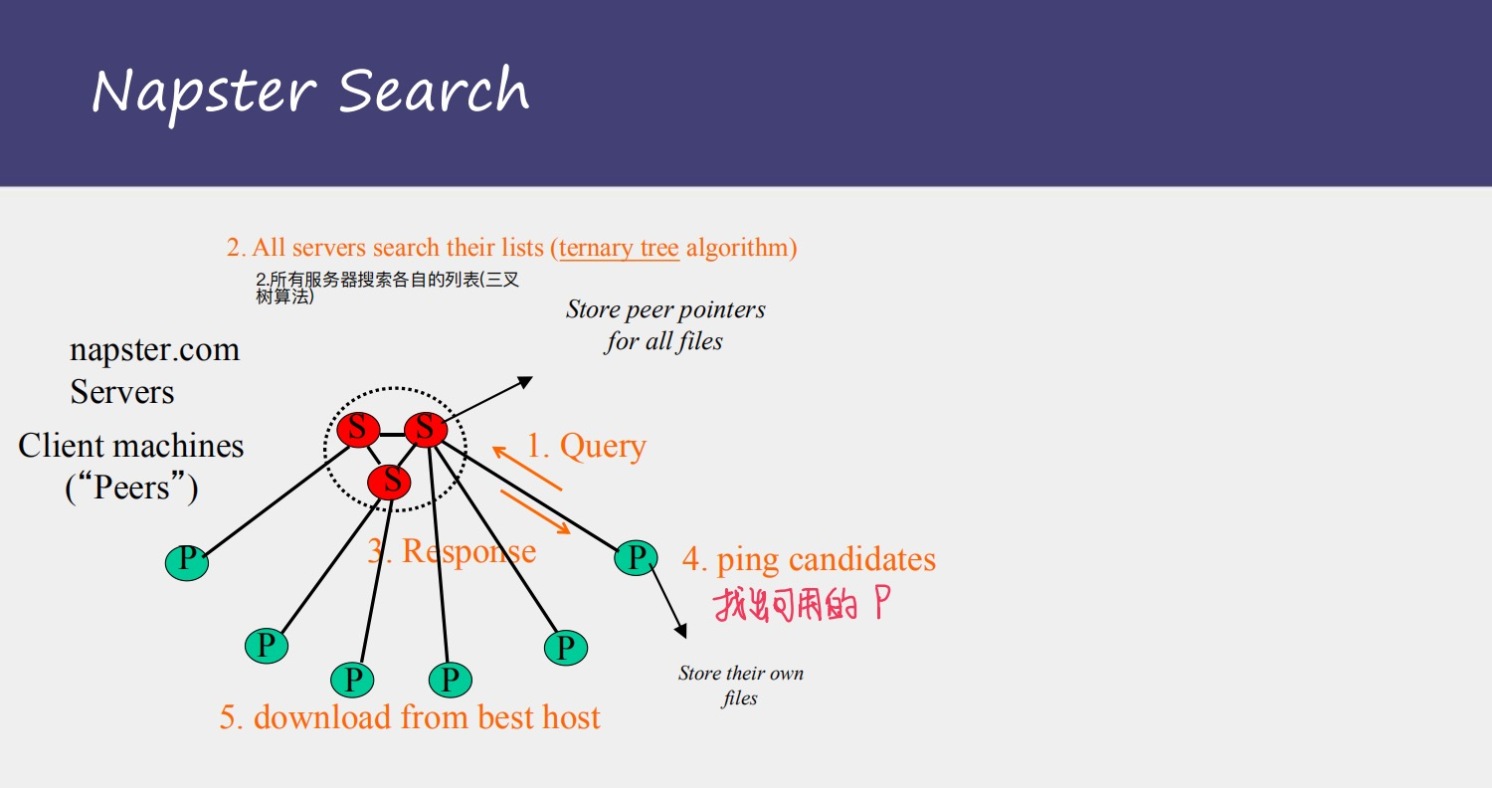 Napster Search
2. All servers search their lists (ternary tree algorithm)
2.所有服务器搜索各自的列表(三叉
树算法)
Store peer pointers
for all files
napster.com
Servers
Client machines
(“Peers”)
S
S
S
1. Query
3. Response
P
P
4. ping candidates
找出可用的 P
P
P
P
P
Store their own
files
5. download from best host